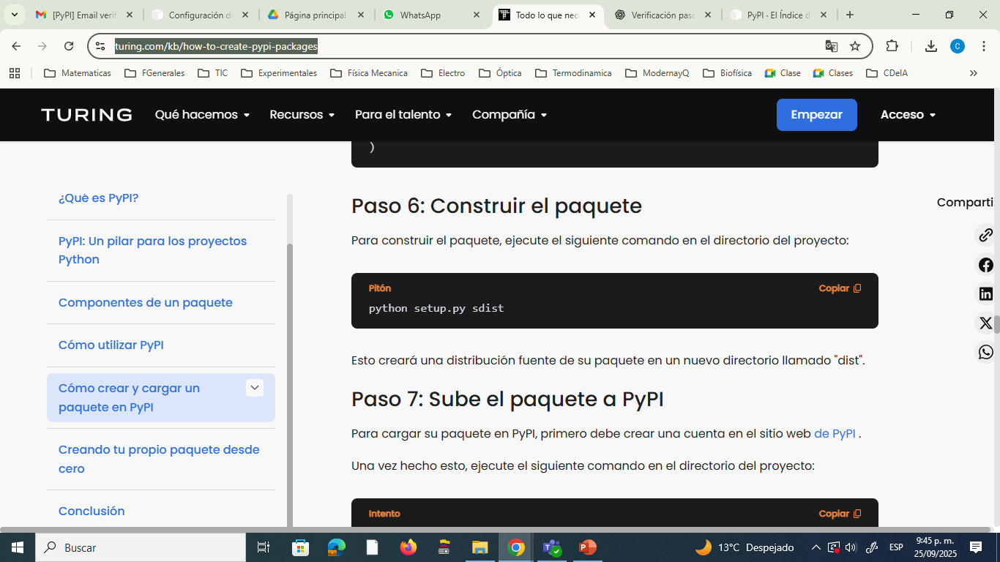 [PyPI] Email verif
Configuración d
Página principal
WhatsApp
Todo lo que nec
Verificación paso
PyPI · El Índice d
turing.com/kb/how-to-create-pypi-packages
C
Matematicas
FGenerales
TIC
Experimentales
Física Mecanica
Electro
Óptica
Termodinamica
ModernayQ
Biofísica
Clase
Clases
CDeIA
TURING
Qué hacemos
Recursos
Para el talento
Compañía
Empezar
Acceso
)
¿Qué es PyPI?
PyPI: Un pilar para los proyectos
Python
Componentes de un paquete
Cómo utilizar PyPI
Cómo crear y cargar un
paquete en PyPI
Creando tu propio paquete desde
cero
Conclusión
Paso 6: Construir el paquete
Para construir el paquete, ejecute el siguiente comando en el directorio del proyecto:
Pitón
Copiar
python setup.py sdist
Esto creará una distribución fuente de su paquete en un nuevo directorio llamado "dist".
Paso 7: Sube el paquete a PyPI
Para cargar su paquete en PyPI, primero debe crear una cuenta en el sitio web de PyPI .
Una vez hecho esto, ejecute el siguiente comando en el directorio del proyecto:
Intento
Copiar
Comparti
Buscar
13°C Despejado
ESP
9:45 p. m.
25/09/2025